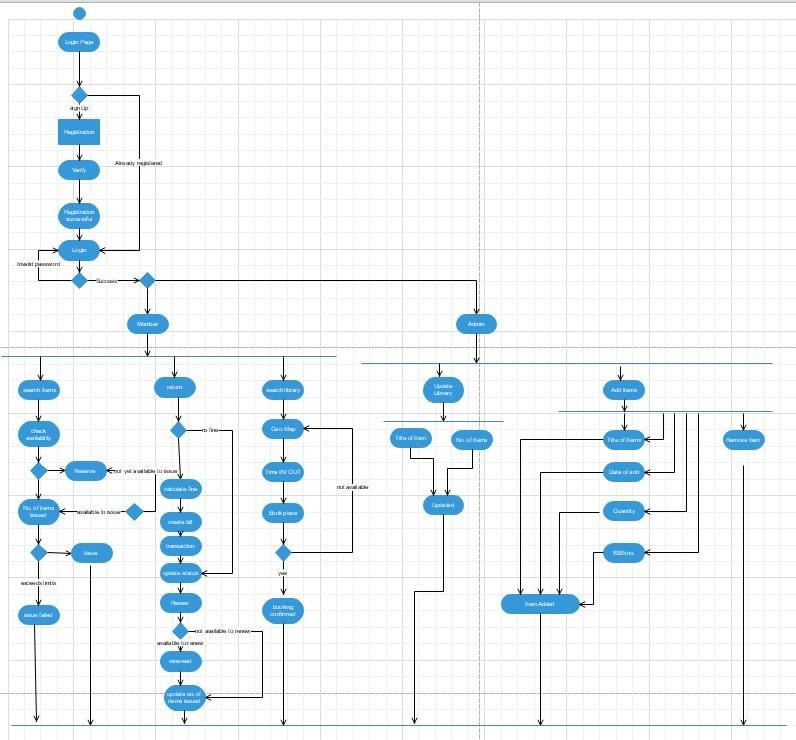 Login Page
sign Up
Registration
Already registered
Verify
Registration
successful
Login
Invalid password
Success
Member
Admin
search items
return
search library
Update
Library
Add items
check
availability
no fine
Geo Map
Title of item
No. of items
Title of items
Remove item
Reserve
not yet available to issue
Time IN/ OUT
Date of add
calculate fine
not available
No. of items
issued
available to issue
create bill
Book place
Updated
Quantity
transaction
Issue
ISBN no.
exceeds limits
update status
yes
issue failed
Renew
booking
confirmed
Item Added
not available to renew
available to renew
renewed
update no. of
items issued